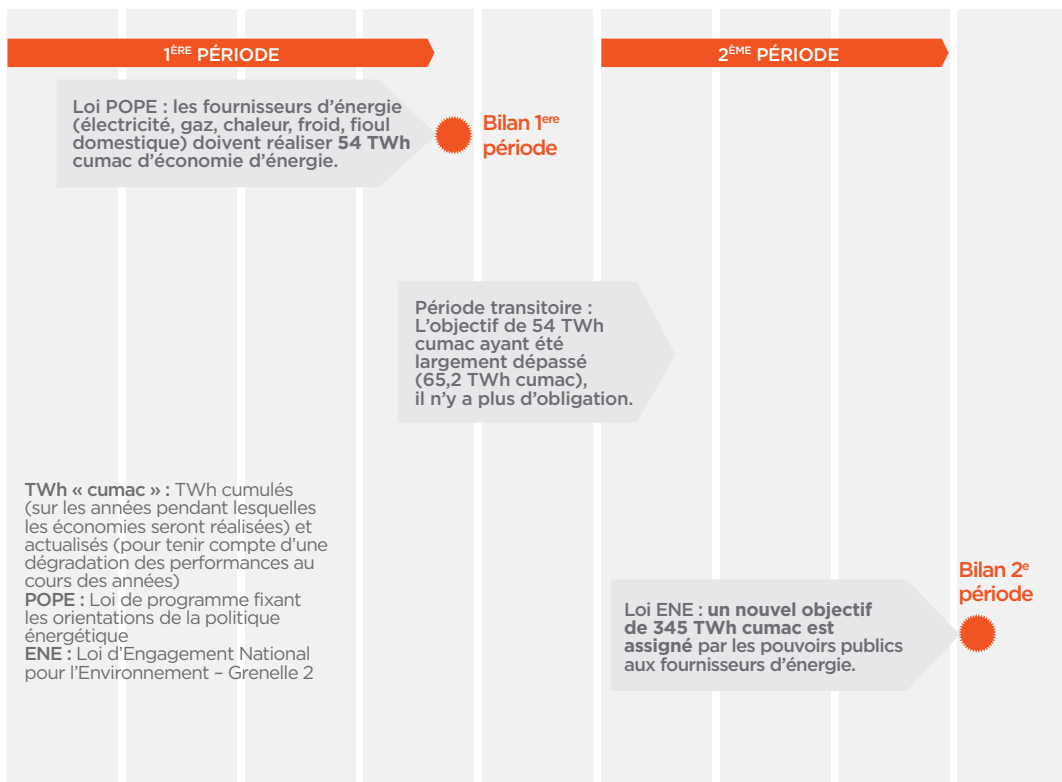 1ÈRE PÉRIODE
2ÈME PÉRIODE
Loi POPE : les fournisseurs d'énergie
(électricité, gaz, chaleur, froid, fioul
domestique) doivent réaliser 54 TWh
cumac d'économie d'énergie.
Bilan 1ere
période
Période transitoire :
L'objectif de 54 TWh
cumac ayant été
largement dépassé
(65,2 TWh cumac),
il n'y a plus d'obligation.
TWh « cumac » : TWh cumulés
(sur les années pendant lesquelles
les économies seront réalisées) et
actualisés (pour tenir compte d'une
dégradation des performances au
cours des années)
POPE : Loi de programme fixant
les orientations de la politique
énergétique
ENE : Loi d'Engagement National
pour l'Environnement – Grenelle 2
Loi ENE : un nouvel objectif
de 345 TWh cumac est
assigné par les pouvoirs publics
aux fournisseurs d'énergie.
Bilan 2e
période